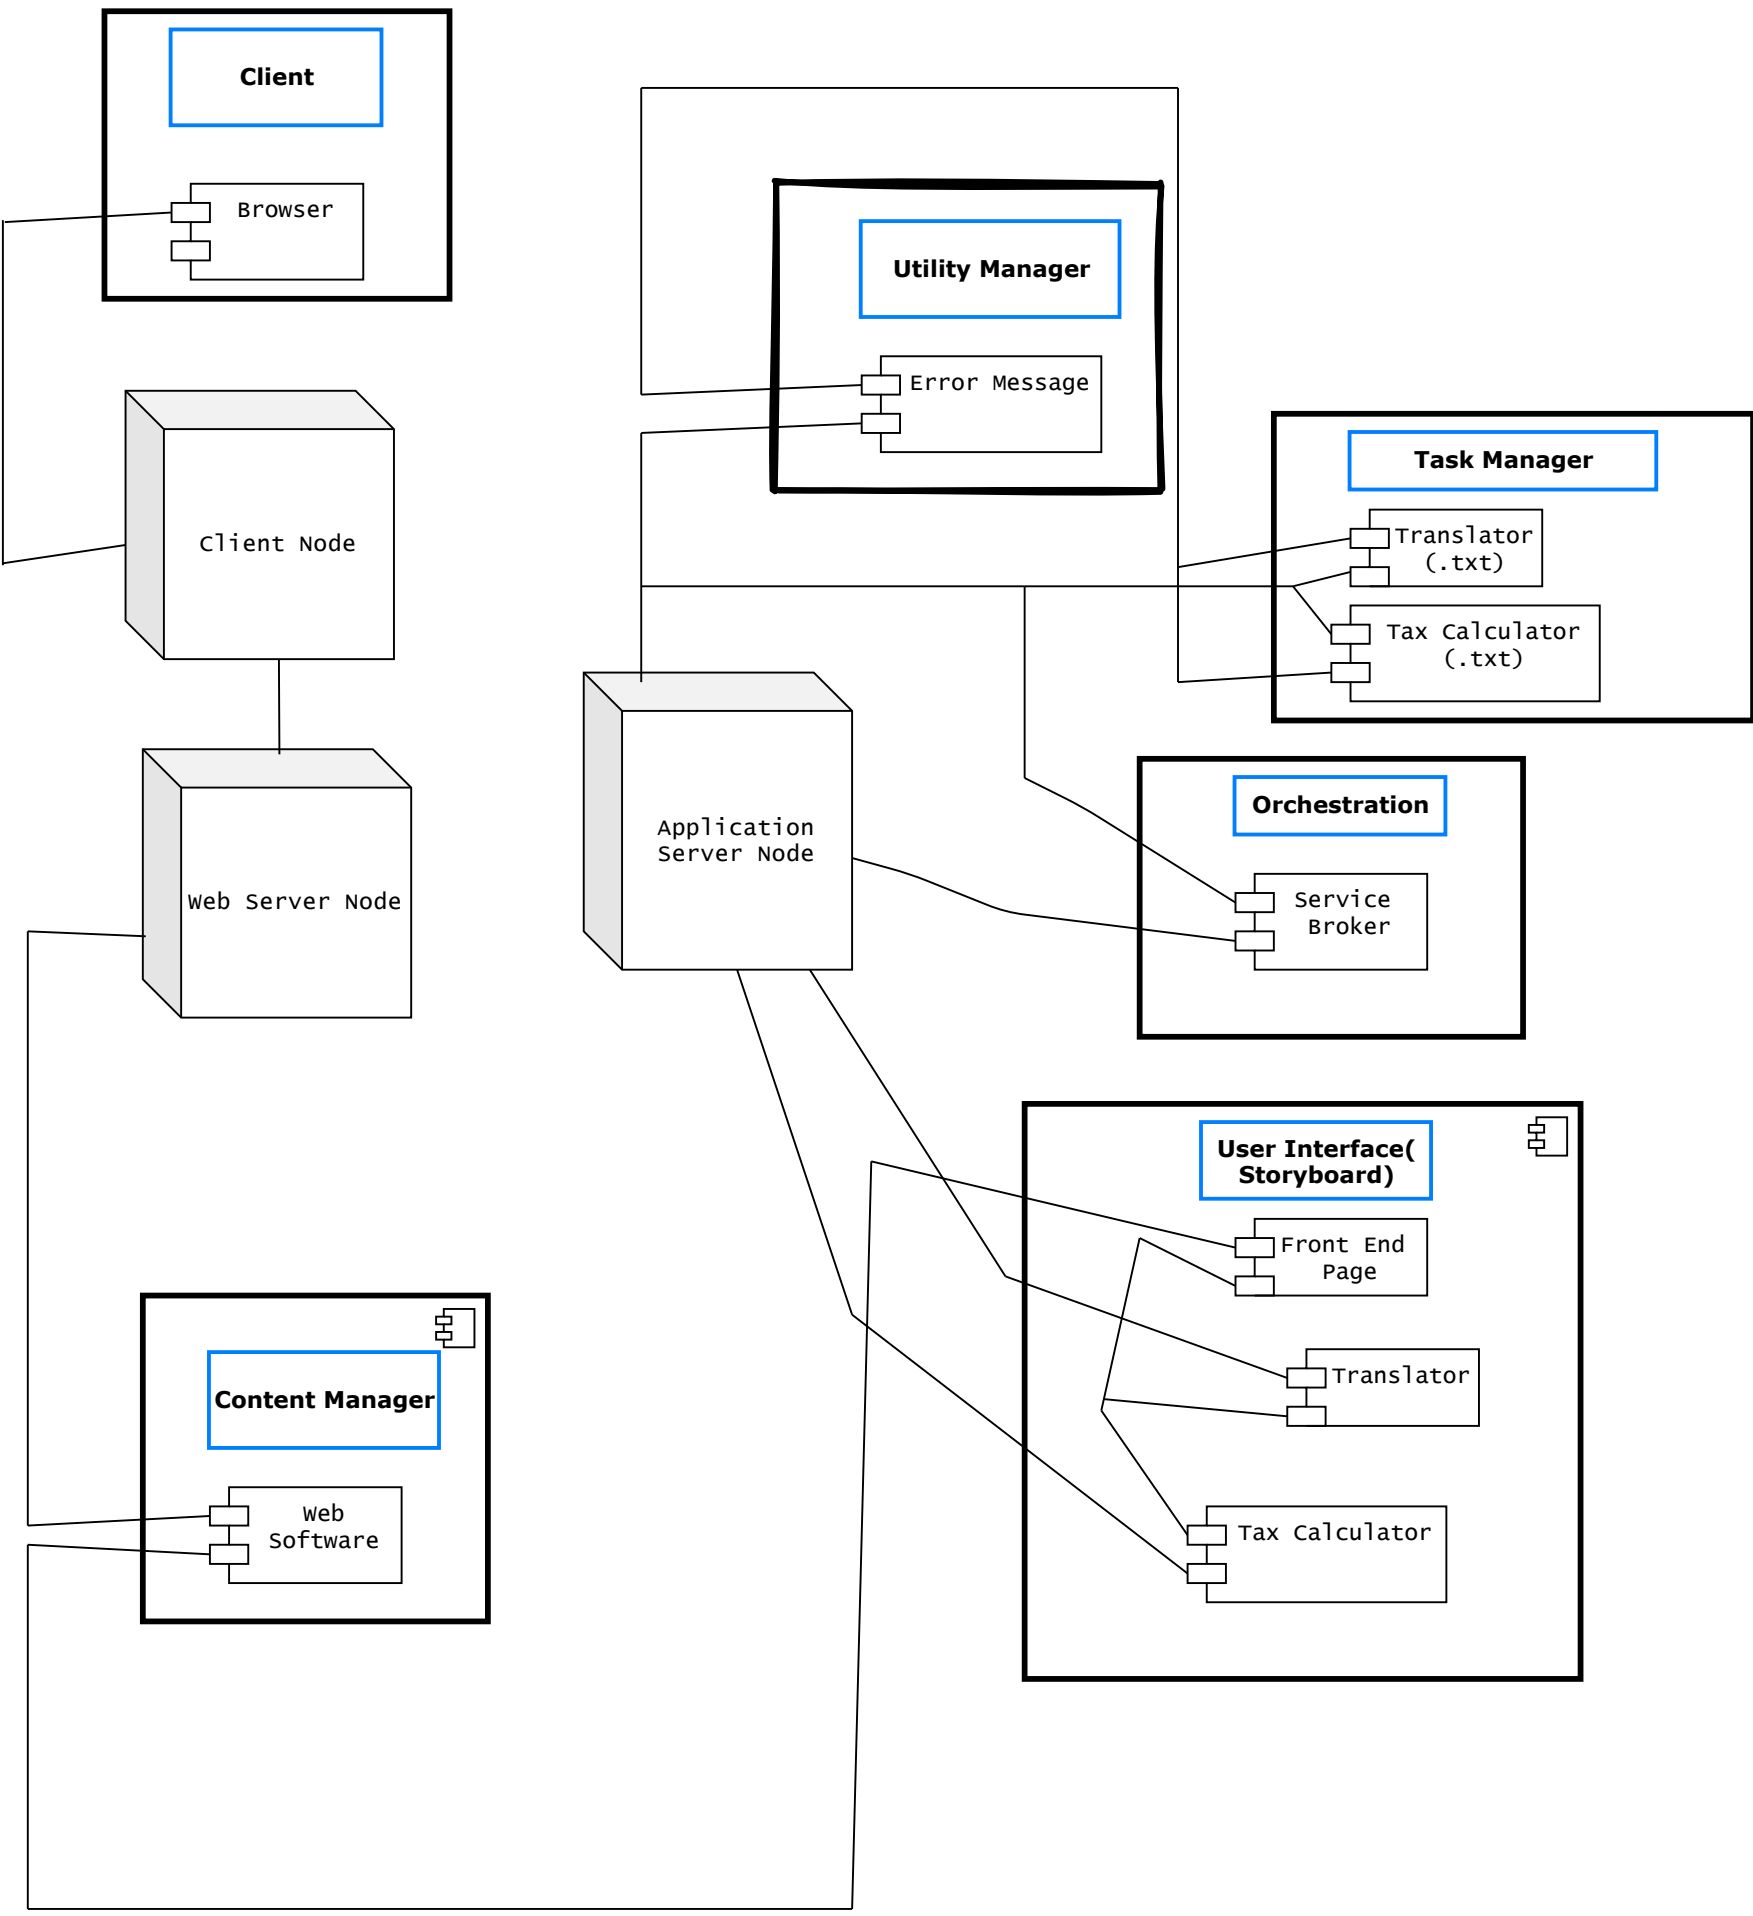 Client
Browser
Utility Manager
Error Message
Task Manager
Translator
(.txt)
Tax Calculator
(.txt)
Client Node
Application
Server Node
Web Server Node
Orchestration
Service
Broker
User Interface(
Storyboard)
Front End
Page
Translator
Tax Calculator
Content Manager
Web
Software